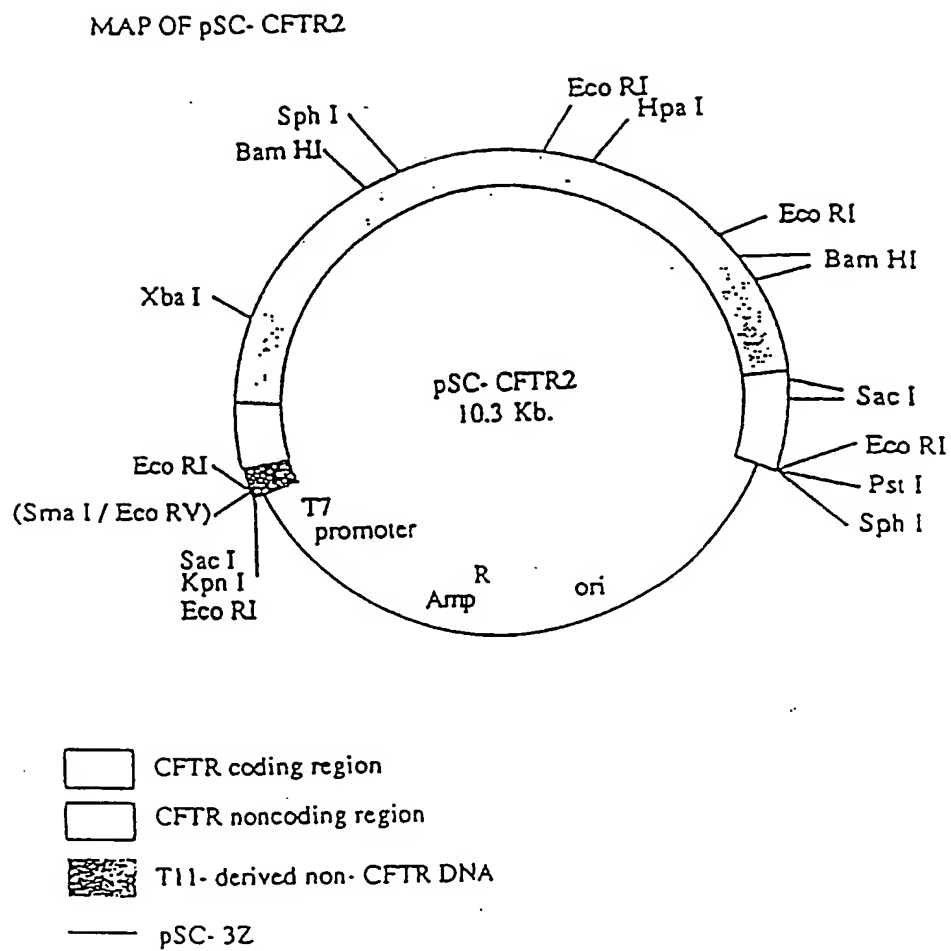 MAP OF pSC- CFTR2
Eco RI
Hpa I
Sph I
Bam HI
Eco RI
Bam HI
Xba I
pSC- CFTR2
10.3 Kb.
Sac I
Eco RI
Eco RI
Pst I
(Sma I / Eco RV)
T7
promoter
Sph I
Sac I
Kpn I
Eco RI
Amp R
ori
CFTR coding region
CFTR noncoding region
T11- derived non- CFTR DNA
pSC- 3Z